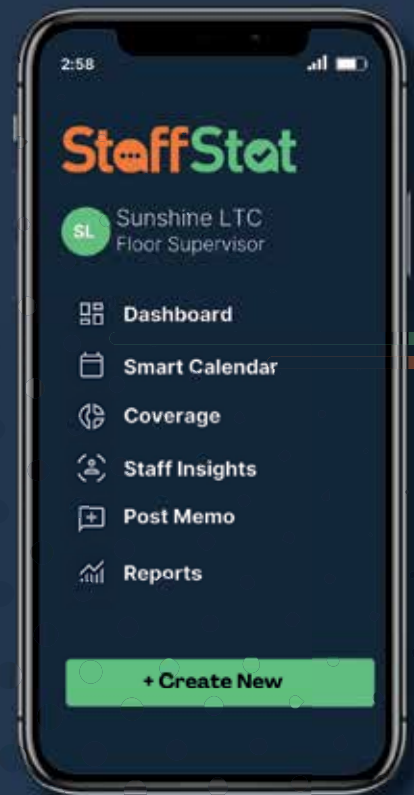 2:58
StaffStat
SL
Sunshine LTC
Floor Supervisor
Dashboard
Smart Calendar
Coverage
Staff Insights
Post Memo
Reports
+ Create New